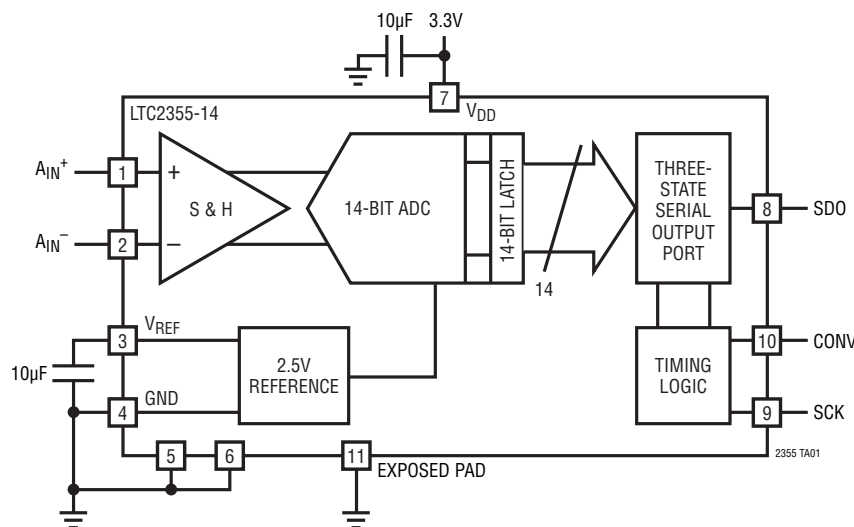 10µF 3.3V
7
LTC2355-14
VDD
AIN+
1
+
S & H
14-BIT ADC
14-BIT LATCH
THREE-
STATE
SERIAL
OUTPUT
PORT
8
SDO
AIN–
2
–
14
3
VREF
10µF
2.5V
REFERENCE
TIMING
LOGIC
10
CONV
4
GND
9
SCK
5
6
11
EXPOSED PAD
2355 TA01